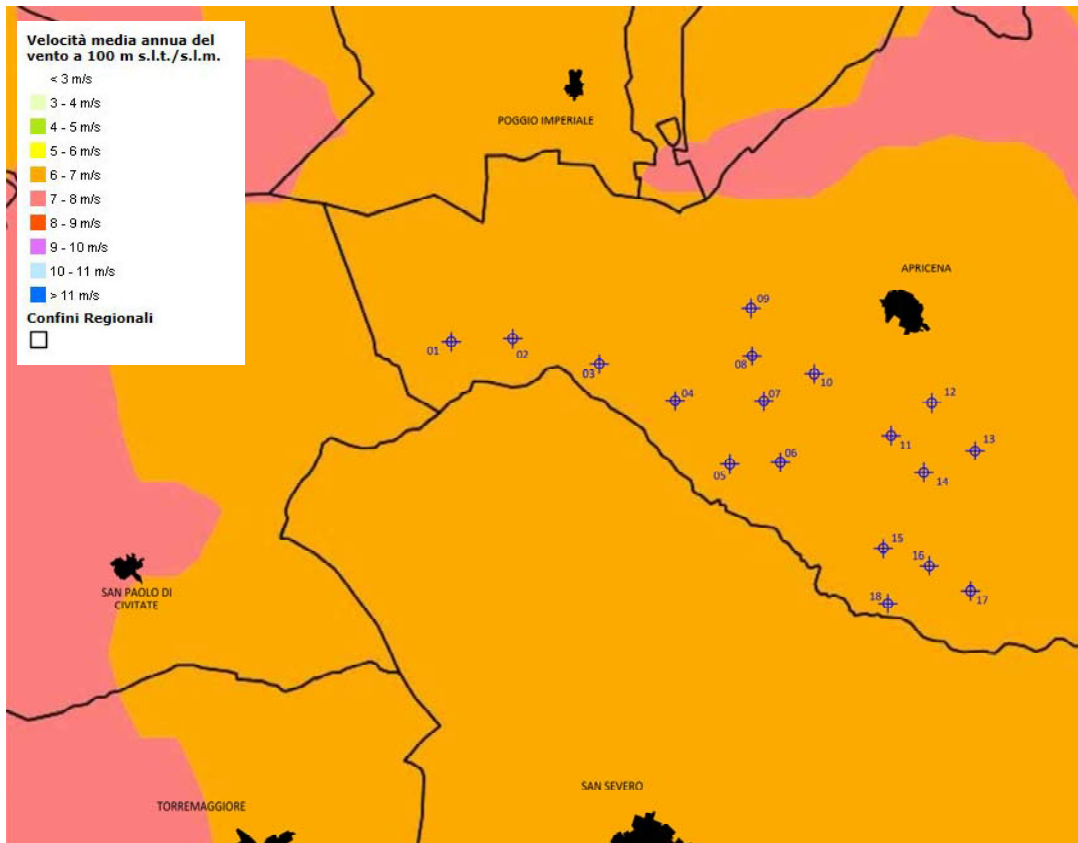 Velocità media annua del
vento a 100 m s.l.t./s.l.m.
< 3 m/s
3 - 4 m/s
4 - 5 m/s
5 - 6 m/s
6 - 7 m/s
7 - 8 m/s
8 - 9 m/s
9 - 10 m/s
10 - 11 m/s
> 11 m/s
Confini Regionali
POGGIO IMPERIALE
APRICENA
09
01
02
03
08
10
04
07
12
11
13
05
06
14
15
16
17
18
SAN PAOLO DI
CIVITATE
SAN SEVERO
TORREMAGGIORE